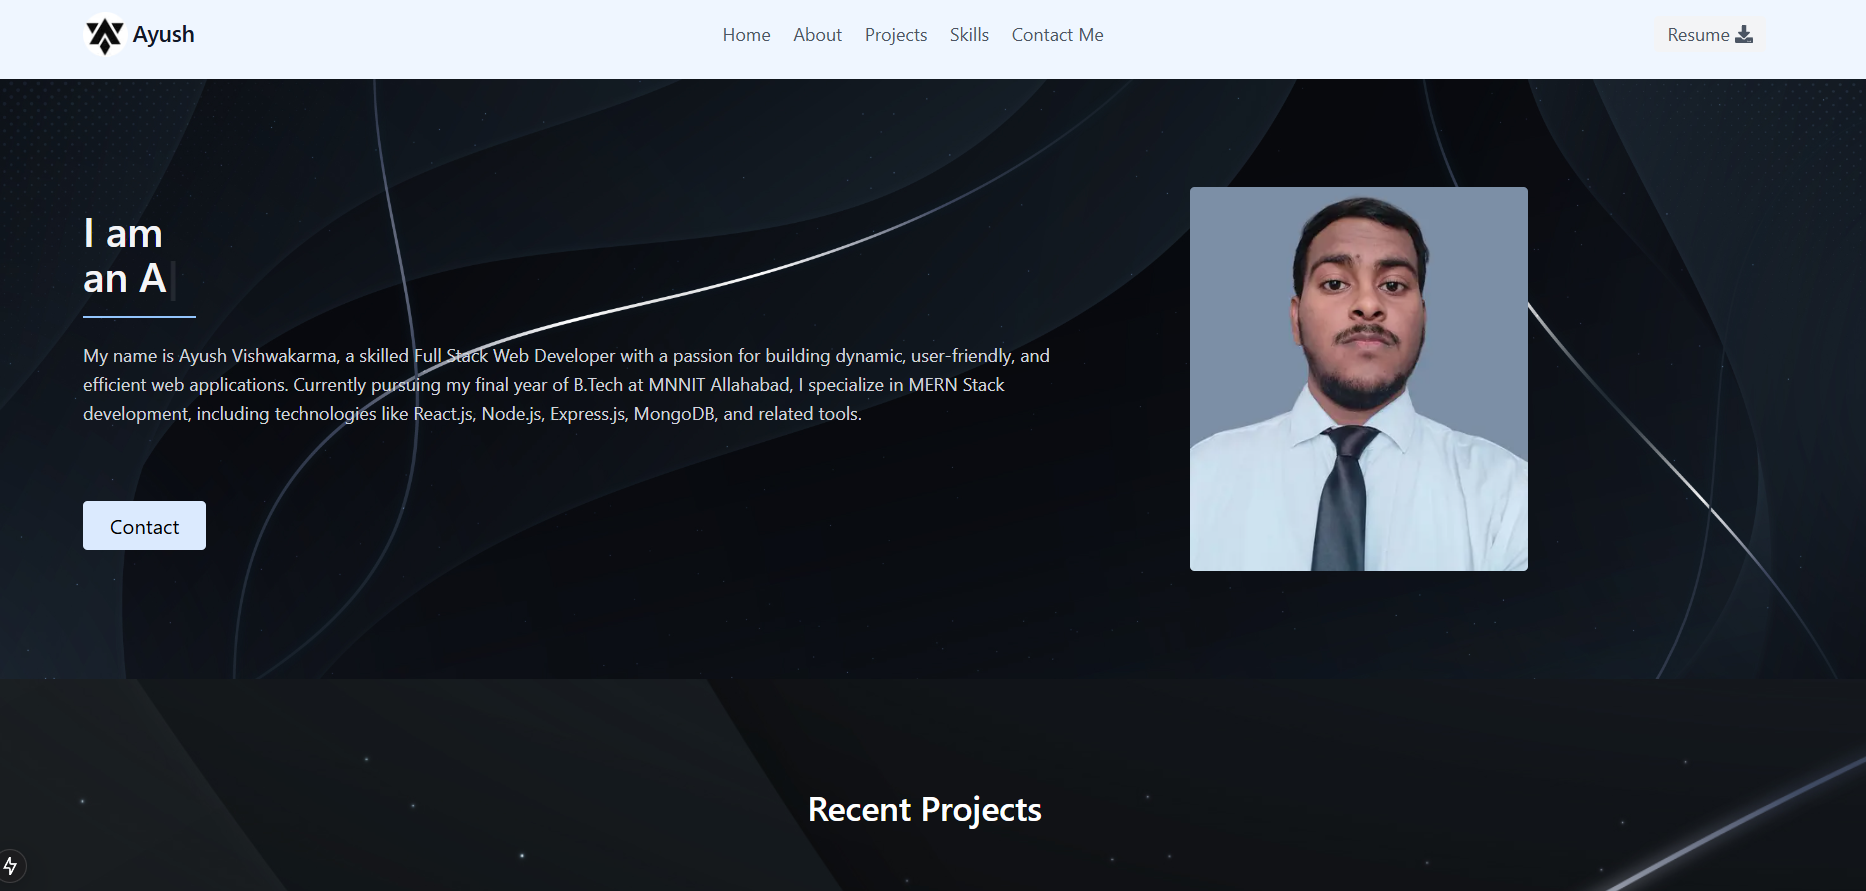 Ayush
Home About Projects Skills Contact Me
Resume
I am
an A
My name is Ayush Vishwakarma, a skilled Full Stack Web Developer with a passion for building dynamic, user-friendly, and
efficient web applications. Currently pursuing my final year of B.Tech at MNNIT Allahabad, I specialize in MERN Stack
development, including technologies like React.js, Node.js, Express.js, MongoDB, and related tools.
Contact
Recent Projects